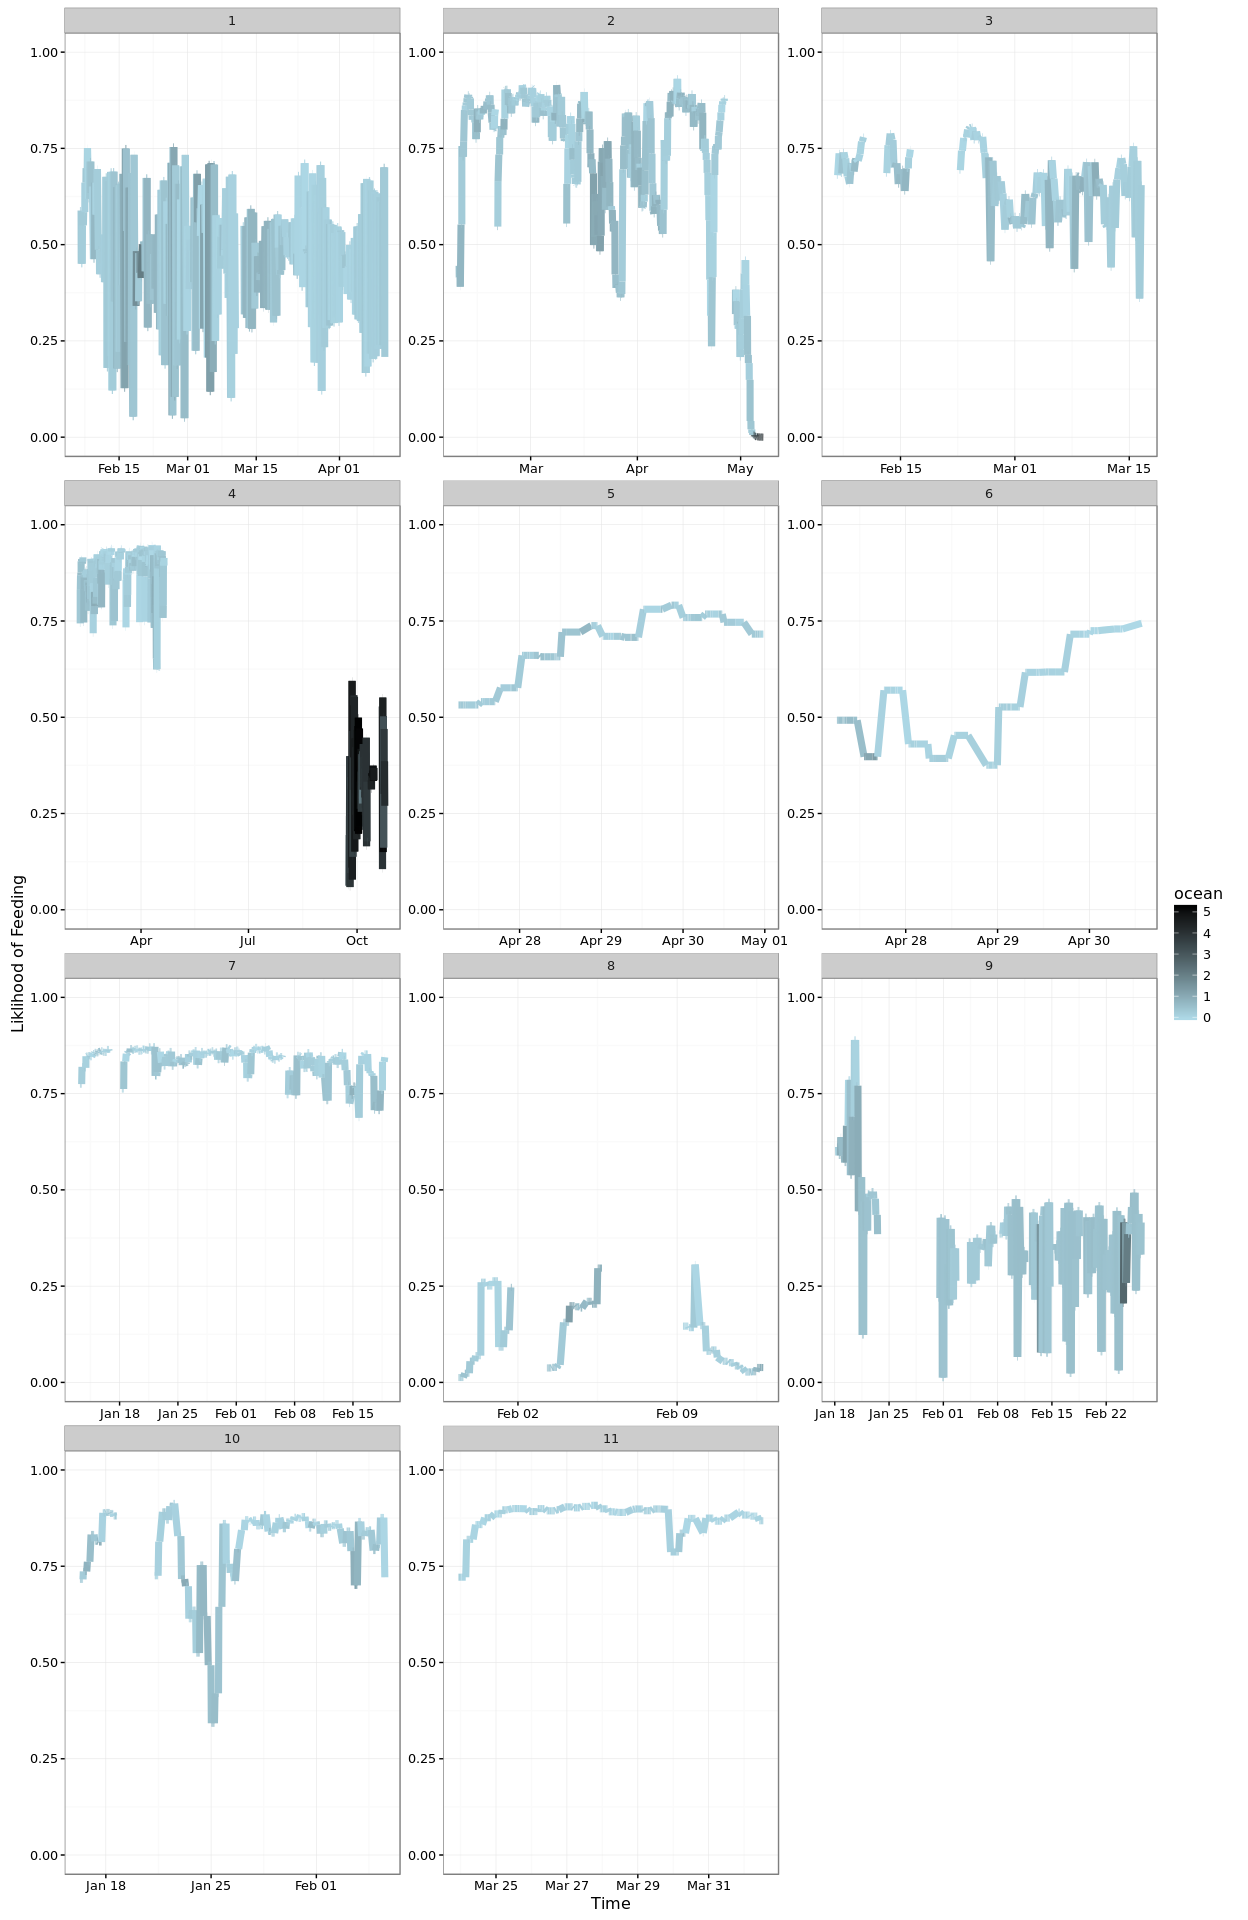 1 2 3
1.00 1.00 1.00
0.75 0.75 0.75
0.50 0.50 0.50
0.25 0.25 0.25
0.00 0.00 0.00
Feb 15 Mar 01 Mar 15 Apr 01 Mar Apr May Feb 15 Mar 01 Mar 15
4 5 6
1.00 1.00 1.00
0.75 0.75 0.75
0.50 0.50 0.50
0.25 0.25 0.25
0.00 0.00 0.00
Apr Jul Oct Apr 28 Apr 29 Apr 30 May 01 Apr 28 Apr 29 Apr 30
7 8 9
1.00 1.00 1.00
0.75 0.75 0.75
0.50 0.50 0.50
0.25 0.25 0.25
0.00 0.00 0.00
Jan 18 Jan 25 Feb 01 Feb 08 Feb 15 Feb 02 Feb 09 Jan 18 Jan 25 Feb 01 Feb 08 Feb 15 Feb 22
10 11
1.00 1.00
0.75 0.75
0.50 0.50
0.25 0.25
0.00 0.00
Jan 18 Jan 25 Feb 01 Mar 25 Mar 27 Mar 29 Mar 31
Time
Liklihood of Feeding
ocean
5
4
3
2
1
0